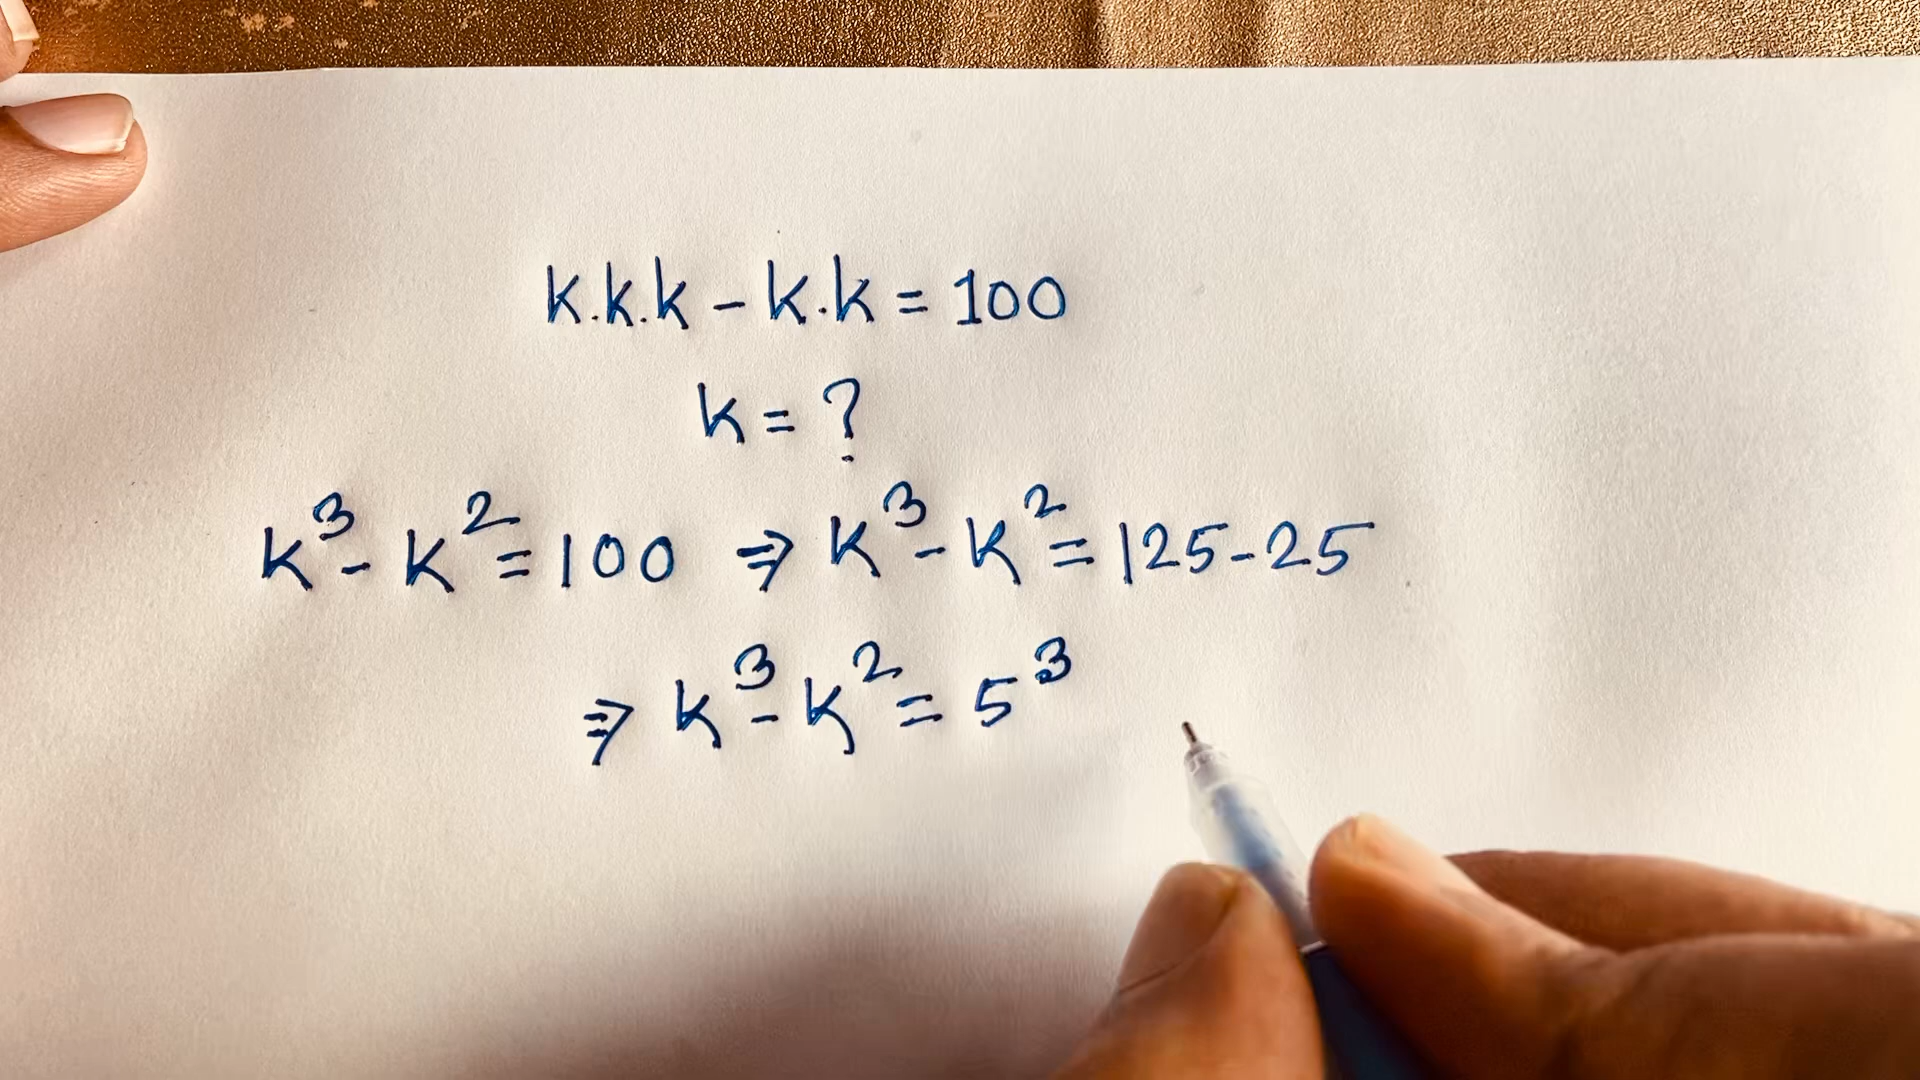 k.k.k - k.k = 100
k = ?
k³ - k² = 100 ⇒ k³ - k² = 125 - 25
⇒ k³ - k² = 5³